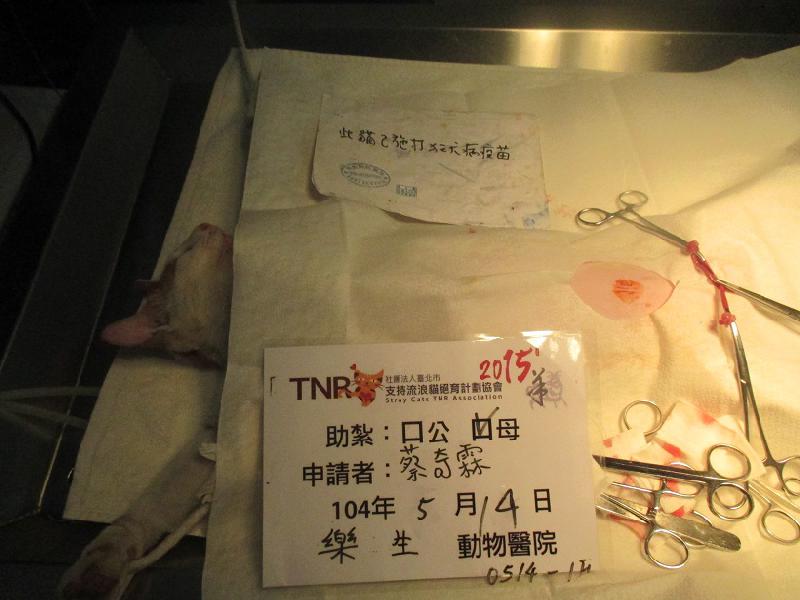 此貓已施打狂犬病疫苗
TNR
社團法人臺北市
支持流浪貓絕育計劃協會
Stray Cats TNR Association
2015
助紮：口公 口母
申請者：蔡奇霖
104年 5 月 14 日
樂生 動物醫院